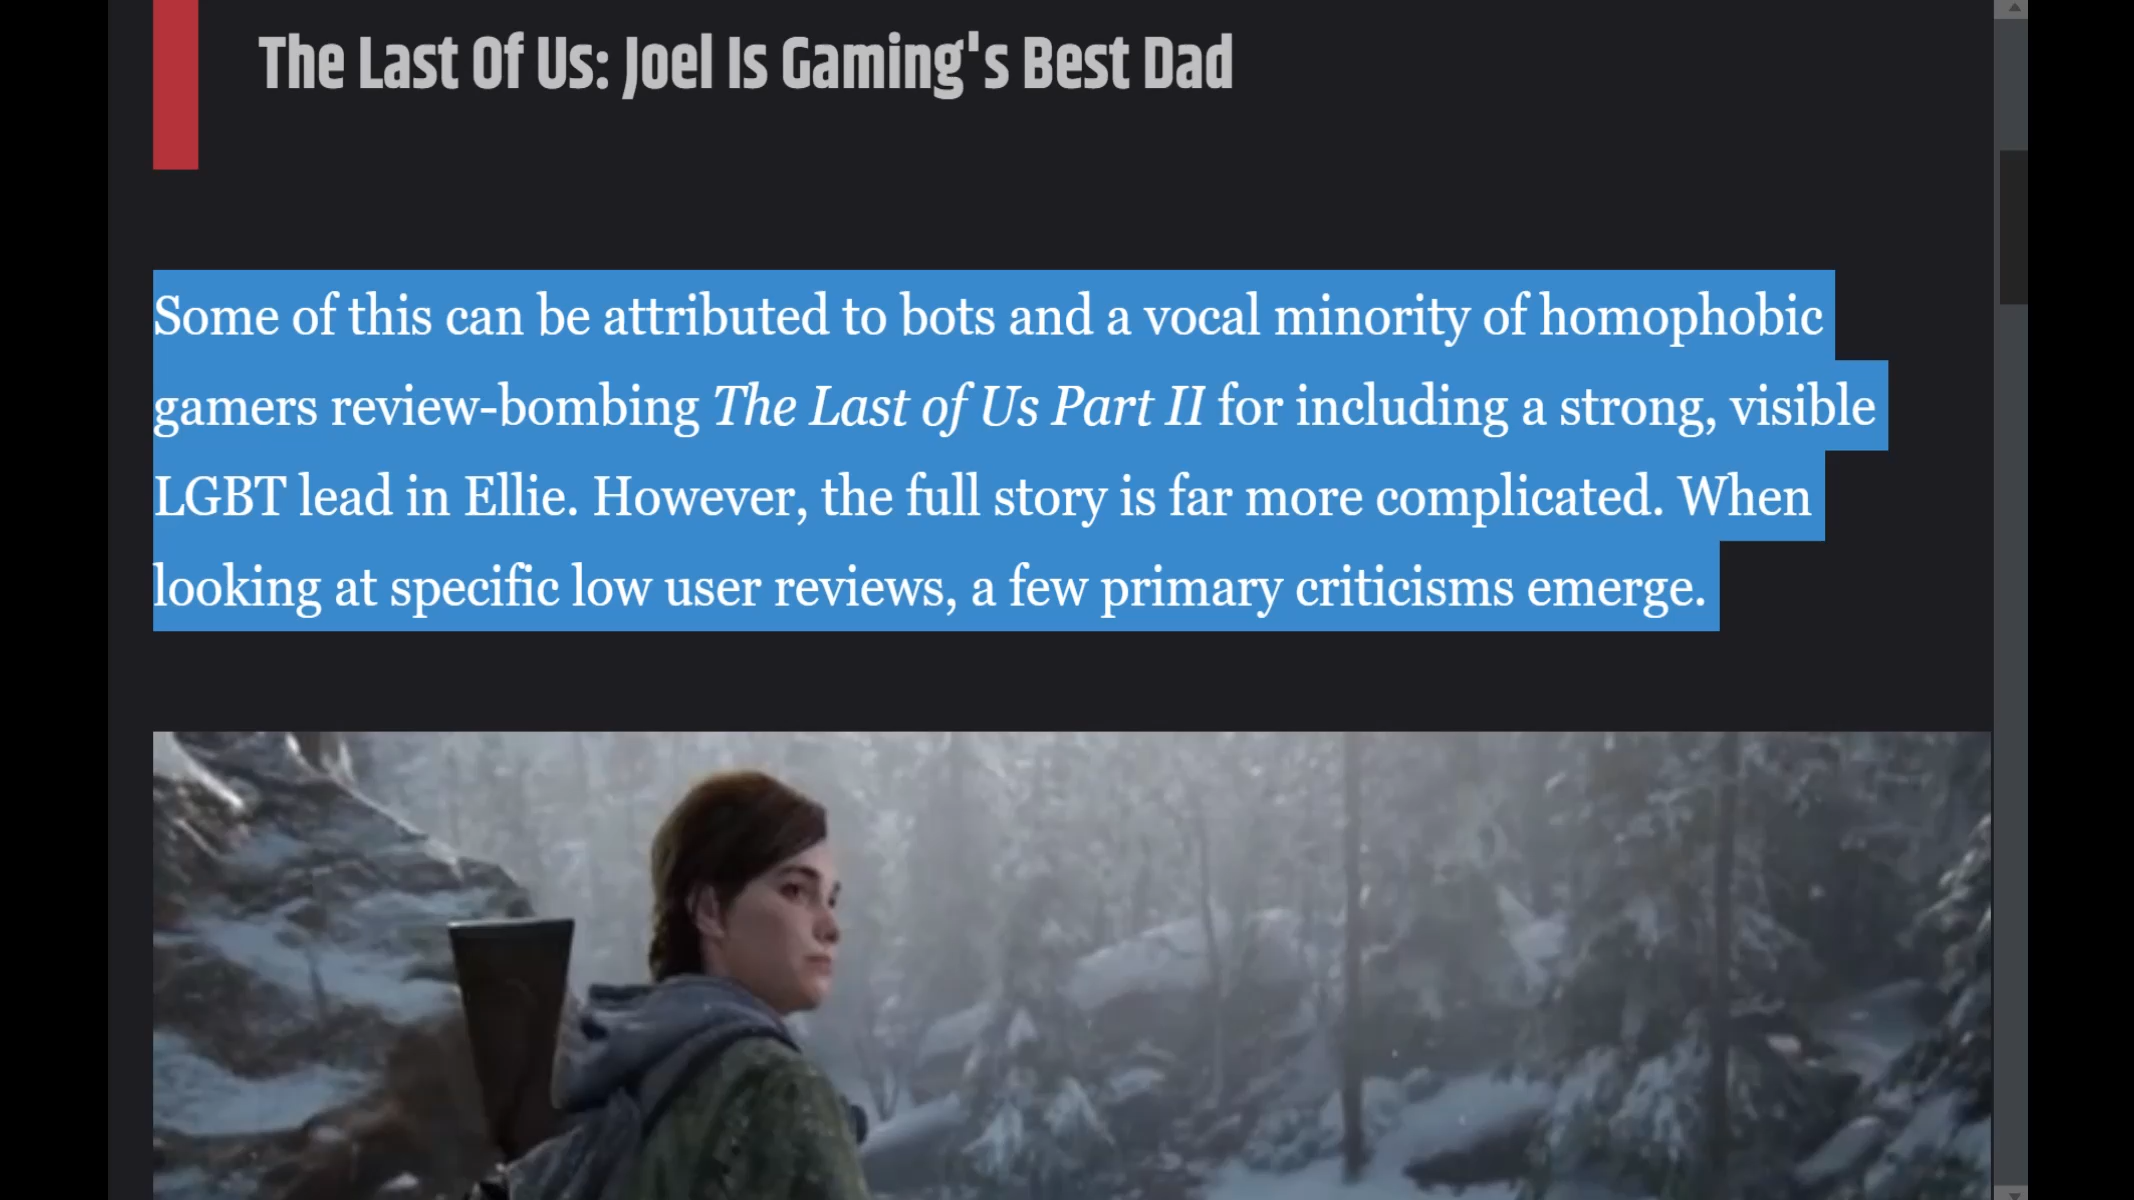 The Last Of Us: Joel Is Gaming's Best Dad
Some of this can be attributed to bots and a vocal minority of homophobic
gamers review-bombing The Last of Us Part II for including a strong, visible
LGBT lead in Ellie. However, the full story is far more complicated. When
looking at specific low user reviews, a few primary criticisms emerge.